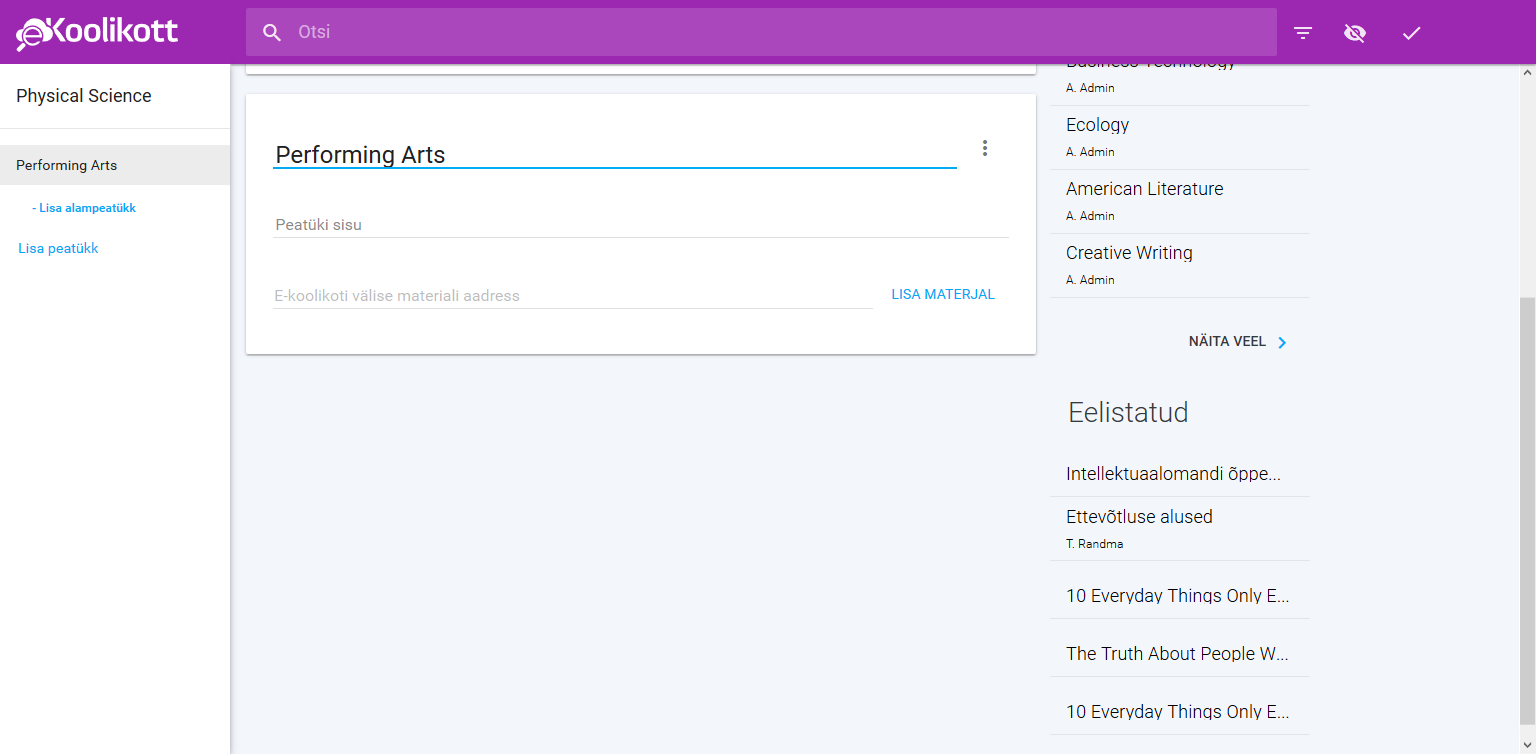 eKoolikott
Otsi
Physical Science
Performing Arts
- Lisa alampeatükk
Lisa peatükk
Performing Arts
Peatüki sisu
E-koolikoti välise materiali aadress
LISA MATERJAL
Business Technology
A. Admin
Ecology
A. Admin
American Literature
A. Admin
Creative Writing
A. Admin
NÄITA VEEL
Eelistatud
Intellektuaalomandi õppe...
Ettevõtluse alused
T. Randma
10 Everyday Things Only E...
The Truth About People W...
10 Everyday Things Only E...